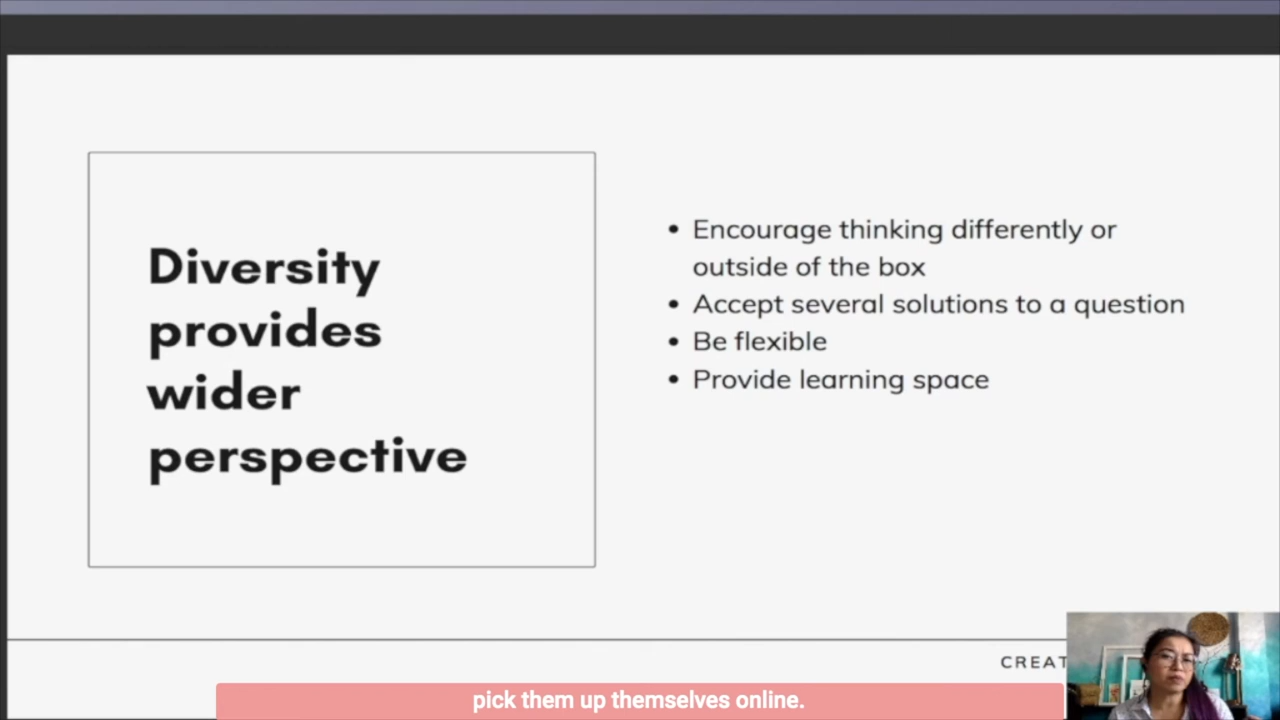 Diversity
provides
wider
perspective
• Encourage thinking differently or
outside of the box
• Accept several solutions to a question
• Be flexible
• Provide learning space
CREAT
pick them up themselves online.